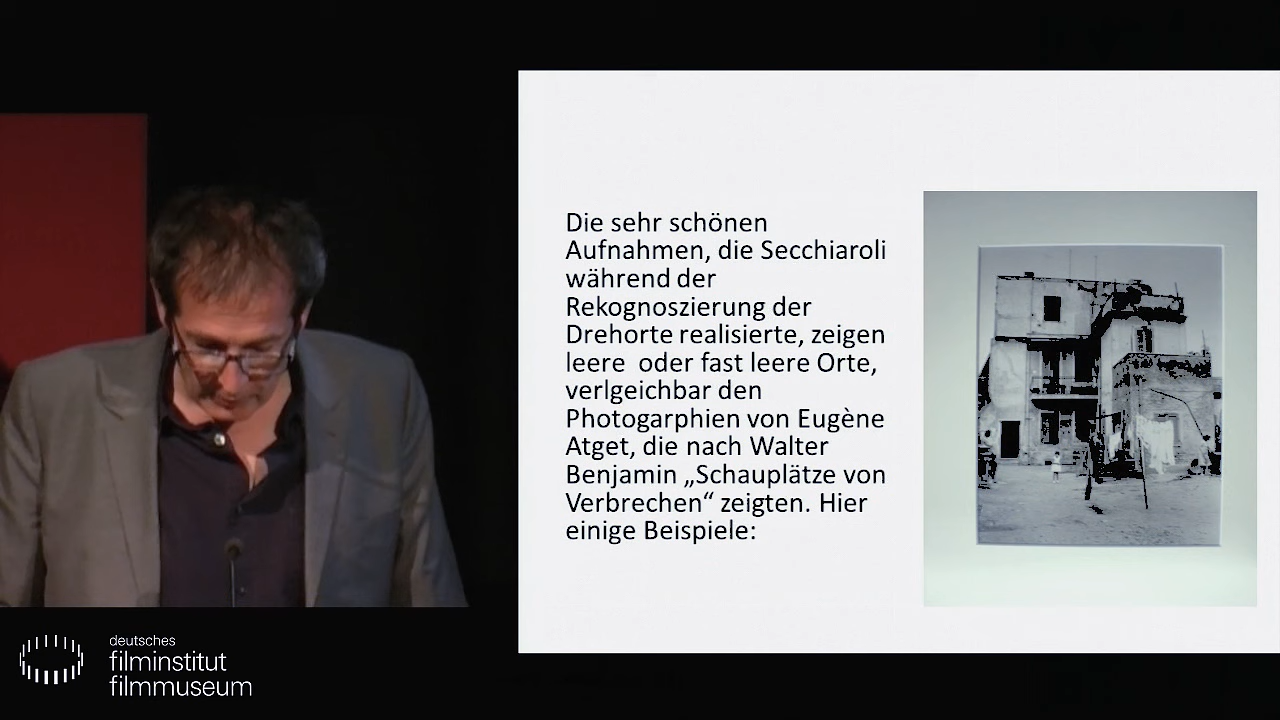 Die sehr schönen
Aufnahmen, die Secchiaroli
während der
Rekognoszierung der
Drehorte realisierte, zeigen
leere  oder fast leere Orte,
verlgeichbar den
Photogarphien von Eugène
Atget, die nach Walter
Benjamin „Schauplätze von
Verbrechen“ zeigten. Hier
einige Beispiele:
deutsches
filminstitut
filmmuseum